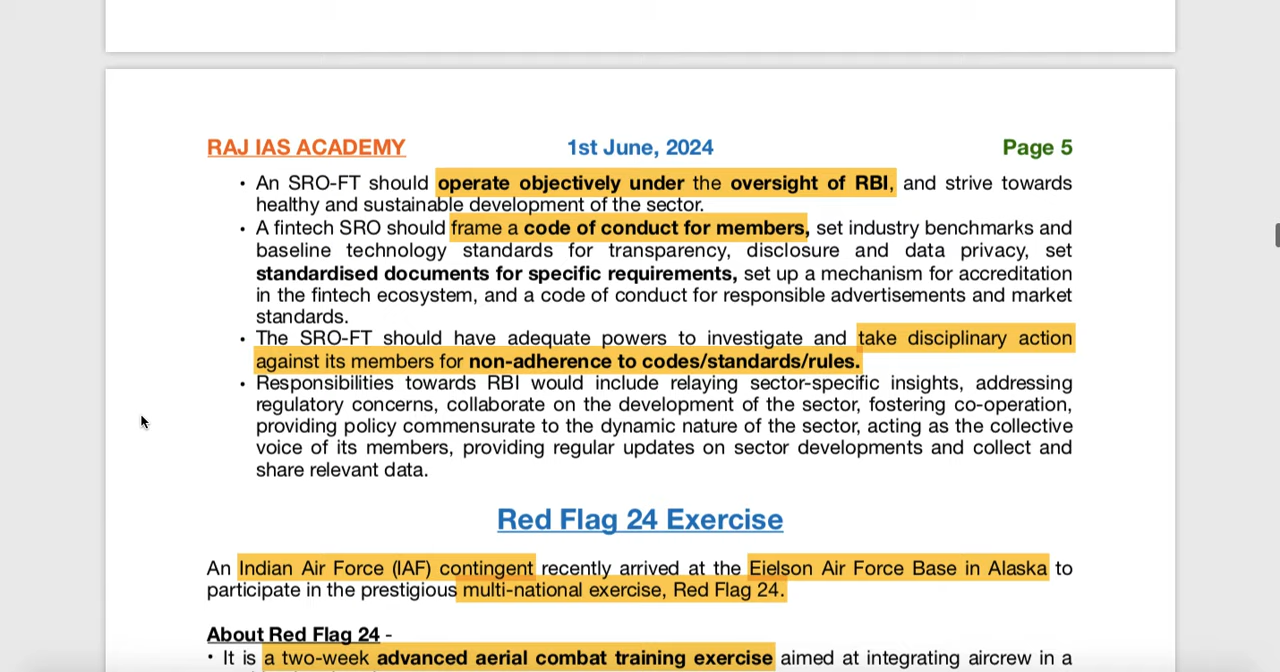 RAJ IAS ACADEMY 1st June, 2024 Page 5
• An SRO-FT should operate objectively under the oversight of RBI, and strive towards
healthy and sustainable development of the sector.
• A fintech SRO should frame a code of conduct for members, set industry benchmarks and
baseline technology standards for transparency, disclosure and data privacy, set
standardised documents for specific requirements, set up a mechanism for accreditation
in the fintech ecosystem, and a code of conduct for responsible advertisements and market
standards.
• The SRO-FT should have adequate powers to investigate and take disciplinary action
against its members for non-adherence to codes/standards/rules.
• Responsibilities towards RBI would include relaying sector-specific insights, addressing
regulatory concerns, collaborate on the development of the sector, fostering co-operation,
providing policy commensurate to the dynamic nature of the sector, acting as the collective
voice of its members, providing regular updates on sector developments and collect and
share relevant data.
Red Flag 24 Exercise
An Indian Air Force (IAF) contingent recently arrived at the Eielson Air Force Base in Alaska to
participate in the prestigious multi-national exercise, Red Flag 24.
About Red Flag 24 -
• It is a two-week advanced aerial combat training exercise aimed at integrating aircrew in a